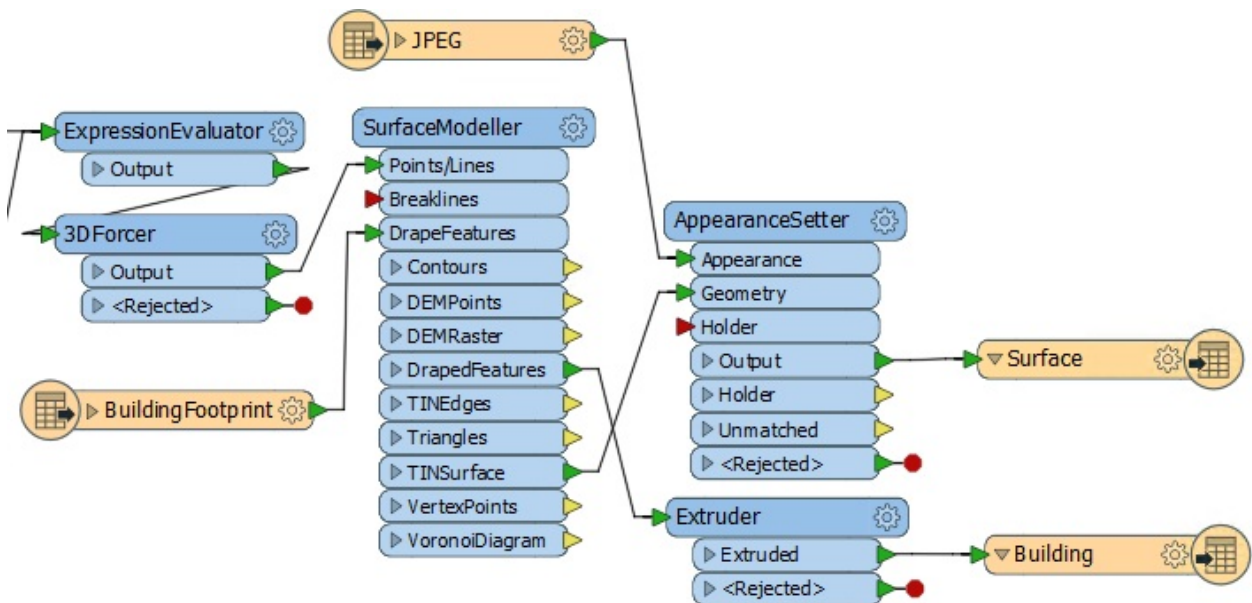 JPEG
ExpressionEvaluator
Output
3DForcer
Output
<Rejected>
BuildingFootprint
SurfaceModeller
Points/Lines
Breaklines
DrapeFeatures
Contours
DEMPoints
DEMRaster
DrapedFeatures
TINEdges
Triangles
TINSurface
VertexPoints
VoronoiDiagram
AppearanceSetter
Appearance
Geometry
Holder
Output
Holder
Unmatched
<Rejected>
Surface
Extruder
Extruded
<Rejected>
Building